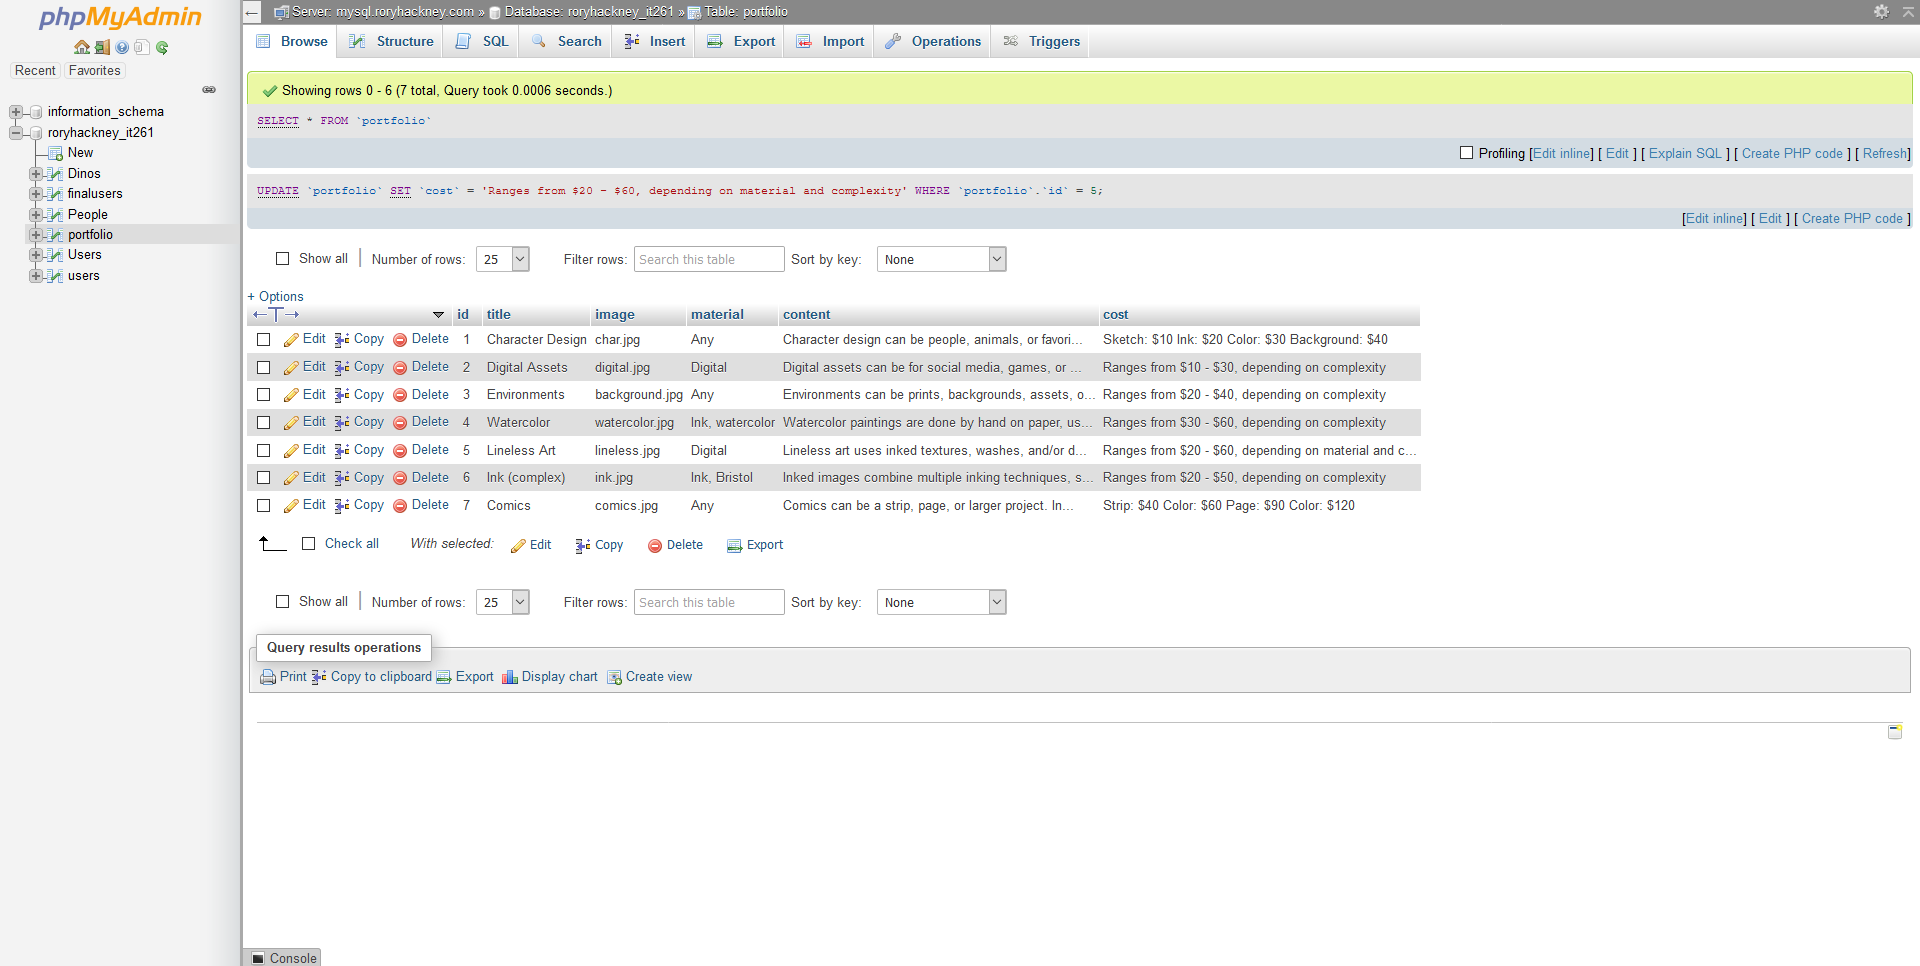 phpMyAdmin
Recent Favorites
information_schema
roryhackney_it261
New
Dinos
finalusers
People
portfolio
Users
users
Server: mysql.roryhackney.com » Database: roryhackney_it261 » Table: portfolio
Browse Structure SQL Search Insert Export Import Operations Triggers
Showing rows 0 - 6 (7 total, Query took 0.0006 seconds.)
SELECT * FROM `portfolio`
Profiling [Edit inline] [ Edit ] [ Explain SQL ] [ Create PHP code ] [ Refresh]
UPDATE `portfolio` SET `cost` = 'Ranges from $20 - $60, depending on material and complexity' WHERE `portfolio`.`id` = 5;
[Edit inline] [ Edit ] [ Create PHP code ]
Show all Number of rows: 25 Filter rows: Search this table Sort by key: None
+ Options
←T→ id title image material content cost
Edit Copy Delete 1 Character Design char.jpg Any Character design can be people, animals, or favori... Sketch: $10 Ink: $20 Color: $30 Background: $40
Edit Copy Delete 2 Digital Assets digital.jpg Digital Digital assets can be for social media, games, or ... Ranges from $10 - $30, depending on complexity
Edit Copy Delete 3 Environments background.jpg Any Environments can be prints, backgrounds, assets, o... Ranges from $20 - $40, depending on complexity
Edit Copy Delete 4 Watercolor watercolor.jpg Ink, watercolor Watercolor paintings are done by hand on paper, us... Ranges from $30 - $60, depending on complexity
Edit Copy Delete 5 Lineless Art lineless.jpg Digital Lineless art uses inked textures, washes, and/or d... Ranges from $20 - $60, depending on material and c...
Edit Copy Delete 6 Ink (complex) ink.jpg Ink, Bristol Inked images combine multiple inking techniques, s... Ranges from $20 - $50, depending on complexity
Edit Copy Delete 7 Comics comics.jpg Any Comics can be a strip, page, or larger project. In... Strip: $40 Color: $60 Page: $90 Color: $120
Check all With selected: Edit Copy Delete Export
Show all Number of rows: 25 Filter rows: Search this table Sort by key: None
Query results operations
Print Copy to clipboard Export Display chart Create view
Console